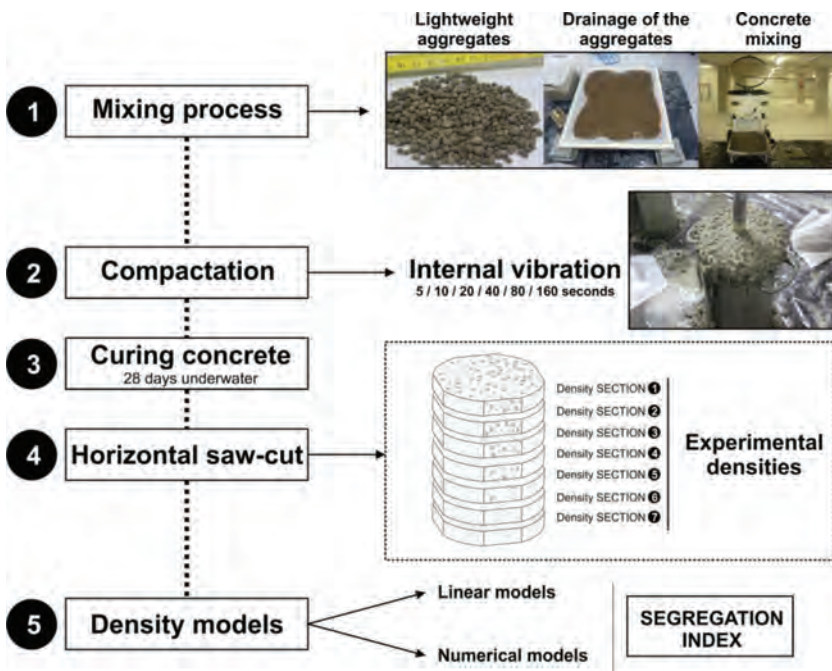 Lightweight
aggregates
Drainage of the
aggregates
Concrete
mixing
1
Mixing process
2
Compactation
Internal vibration
5 / 10 / 20 / 40 / 80 / 160 seconds
3
Curing concrete
28 days underwater
4
Horizontal saw-cut
Density SECTION 1
Density SECTION 2
Density SECTION 3
Density SECTION 4
Density SECTION 5
Density SECTION 6
Density SECTION 7
Experimental
densities
5
Density models
Linear models
Numerical models
SEGREGATION
INDEX